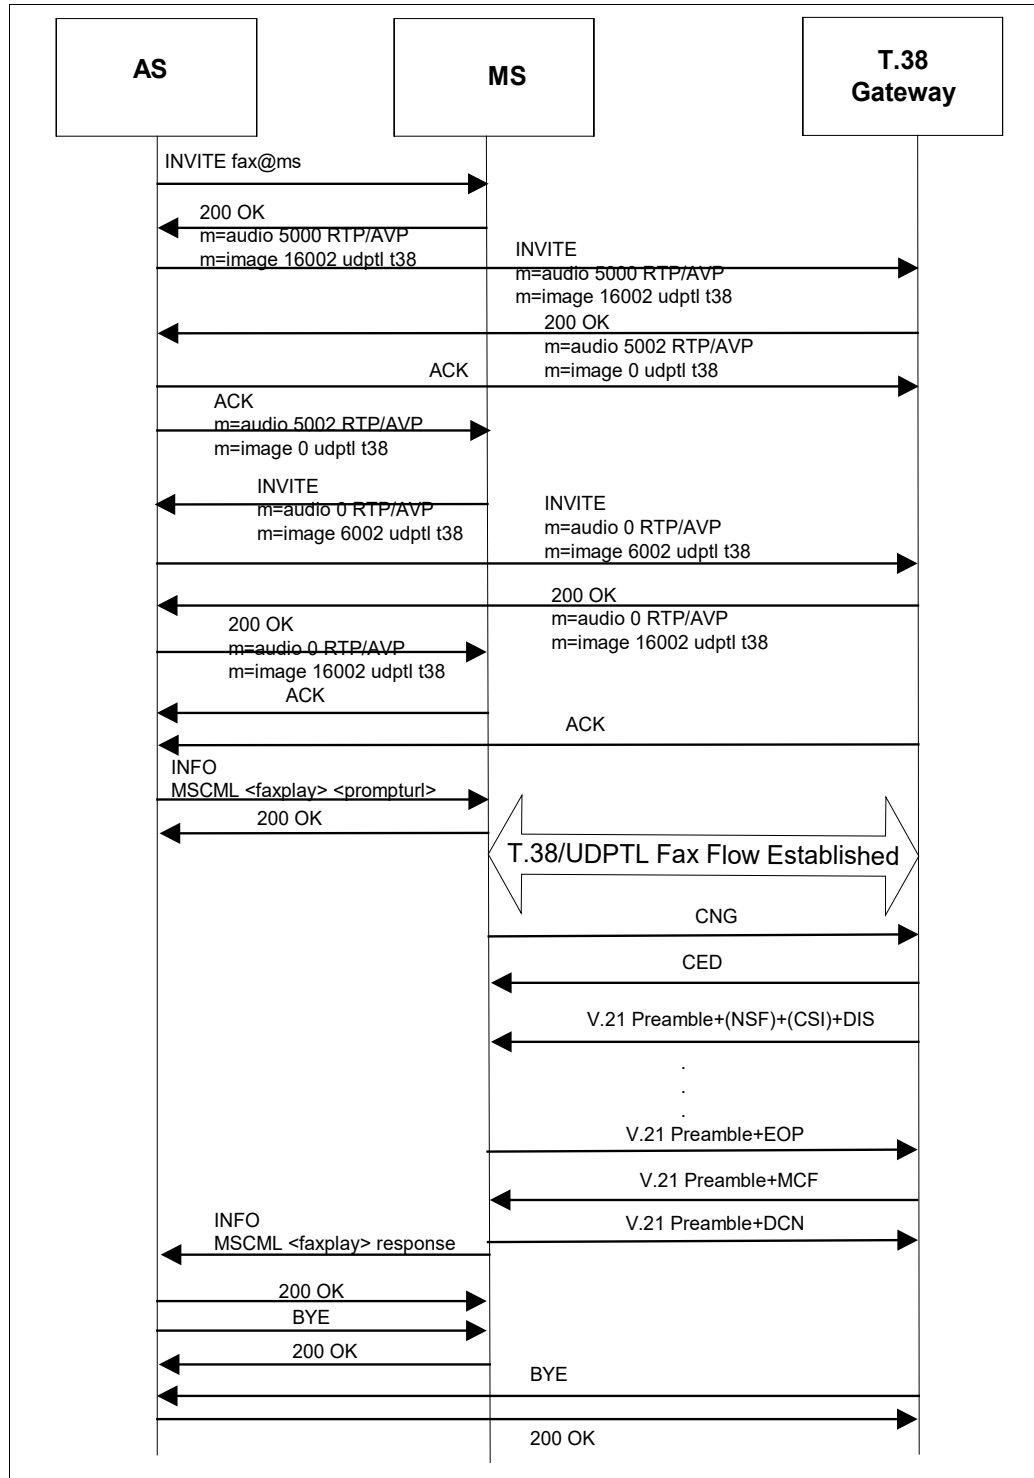 AS
MS
T.38
Gateway
INVITE fax@ms
200 OK
m=audio 5000 RTP/AVP
m=image 16002 udptl t38
INVITE
m=audio 5000 RTP/AVP
m=image 16002 udptl t38
200 OK
m=audio 5002 RTP/AVP
m=image 0 udptl t38
ACK
ACK
m=audio 5002 RTP/AVP
m=image 0 udptl t38
INVITE
m=audio 0 RTP/AVP
m=image 6002 udptl t38
INVITE
m=audio 0 RTP/AVP
m=image 6002 udptl t38
200 OK
m=audio 0 RTP/AVP
m=image 16002 udptl t38
200 OK
m=audio 0 RTP/AVP
m=image 16002 udptl t38
ACK
ACK
INFO
MSCML <faxplay> <prompturl>
200 OK
T.38/UDPTL Fax Flow Established
CNG
CED
V.21 Preamble+(NSF)+(CSI)+DIS
.
.
.
V.21 Preamble+EOP
V.21 Preamble+MCF
V.21 Preamble+DCN
INFO
MSCML <faxplay> response
200 OK
BYE
200 OK
BYE
200 OK